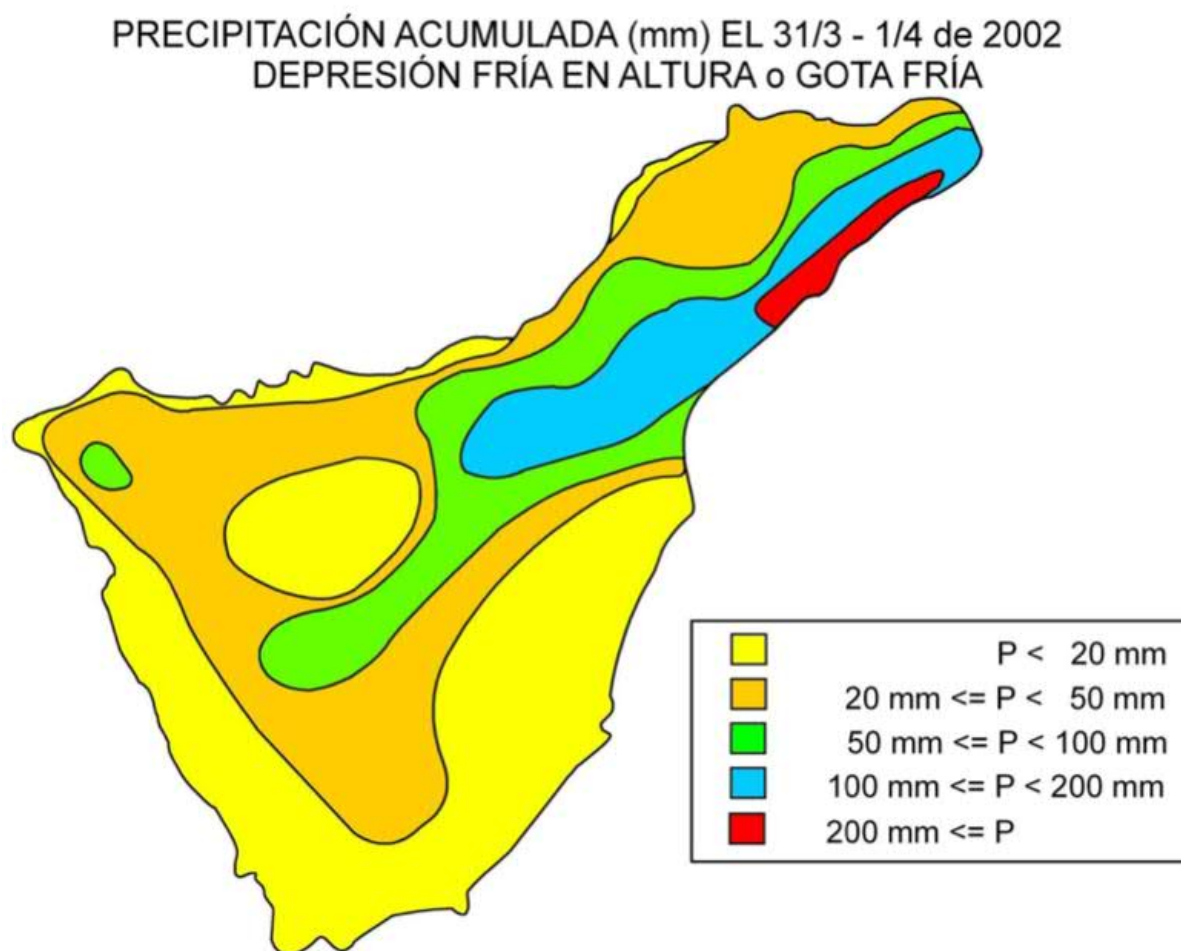 PRECIPITACIÓN ACUMULADA (mm) EL 31/3 - 1/4 de 2002
DEPRESIÓN FRÍA EN ALTURA o GOTA FRÍA
P < 20 mm
20 mm <= P < 50 mm
50 mm <= P < 100 mm
100 mm <= P < 200 mm
200 mm <= P